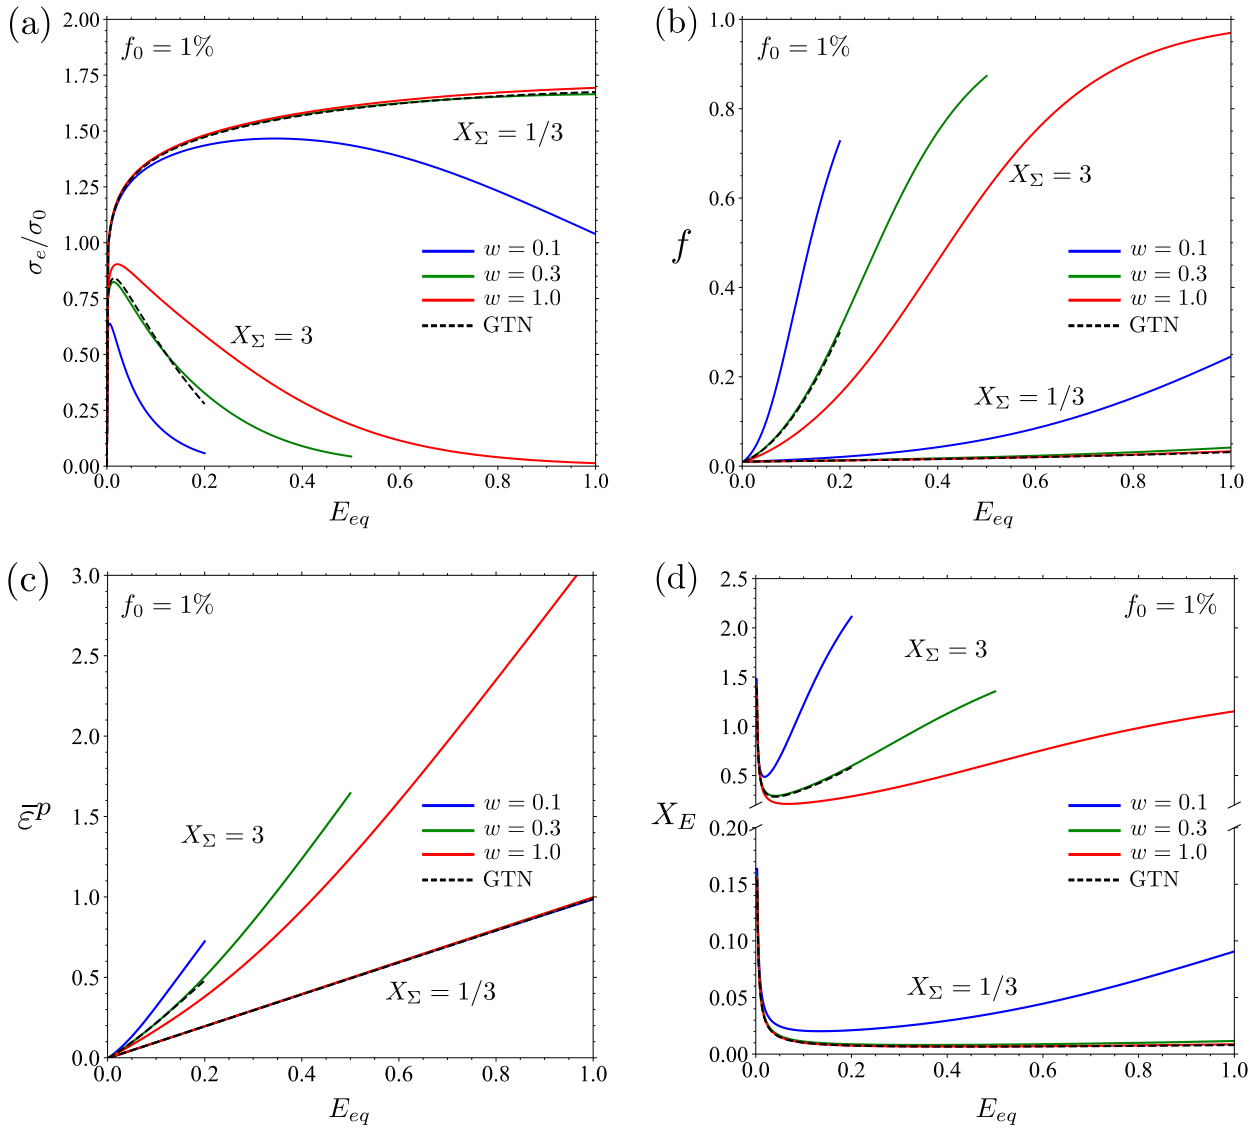 (a)
f₀ = 1%
2.00
1.75
1.50
1.25
1.00
0.75
0.50
0.25
0.00
σₑ/σ₀
X_Σ = 1/3
w = 0.1
w = 0.3
w = 1.0
GTN
X_Σ = 3
0.0 0.2 0.4 0.6 0.8 1.0
E_eq
(b)
f₀ = 1%
1.0
0.8
0.6
0.4
0.2
0.0
f
X_Σ = 3
w = 0.1
w = 0.3
w = 1.0
GTN
X_Σ = 1/3
0.0 0.2 0.4 0.6 0.8 1.0
E_eq
(c)
f₀ = 1%
3.0
2.5
2.0
1.5
1.0
0.5
0.0
ε̅ᵖ
X_Σ = 3
w = 0.1
w = 0.3
w = 1.0
GTN
X_Σ = 1/3
0.0 0.2 0.4 0.6 0.8 1.0
E_eq
(d)
f₀ = 1%
2.5
2.0
1.5
1.0
0.5
0.20
0.15
0.10
0.05
0.00
X_E
X_Σ = 3
w = 0.1
w = 0.3
w = 1.0
GTN
X_Σ = 1/3
0.0 0.2 0.4 0.6 0.8 1.0
E_eq